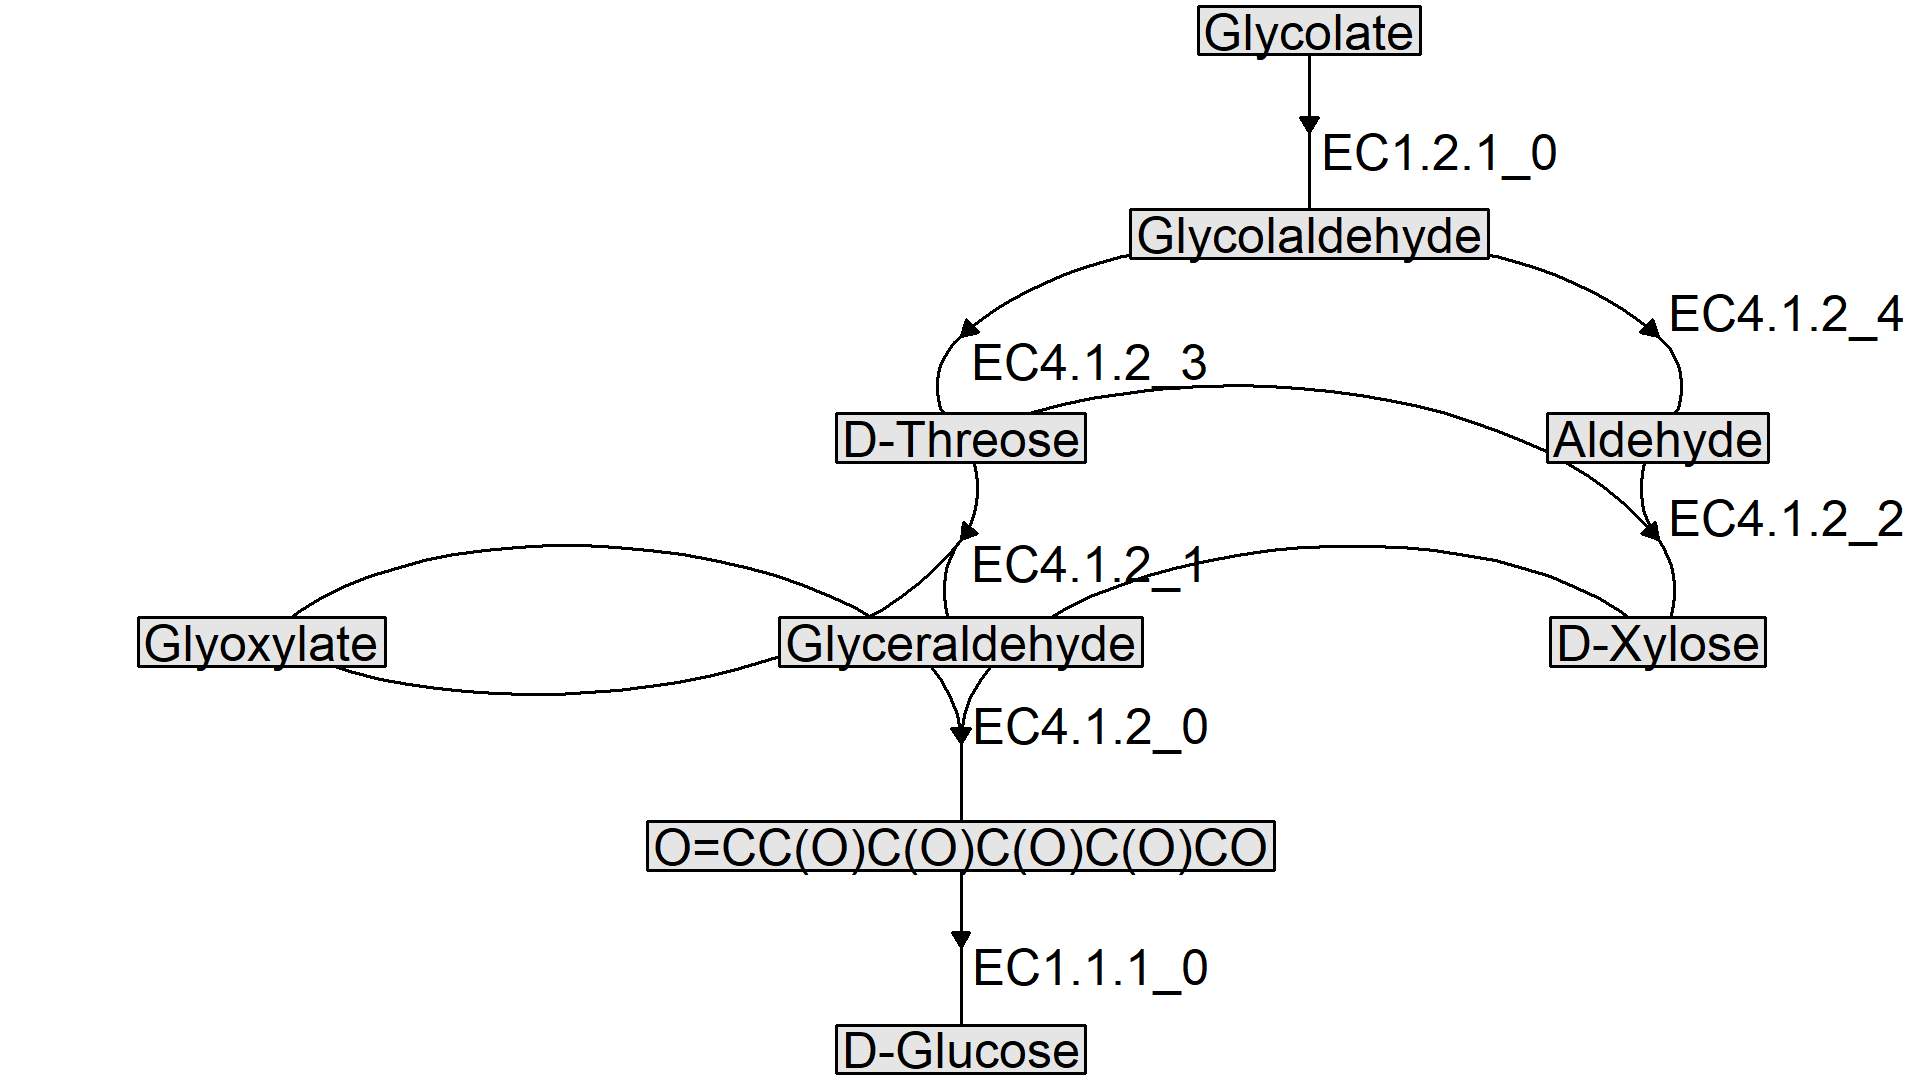 Glycolate
EC1.2.1_0
Glycolaldehyde
EC4.1.2_4
EC4.1.2_3
D-Threose
Aldehyde
EC4.1.2_2
EC4.1.2_1
Glyoxylate
Glyceraldehyde
D-Xylose
EC4.1.2_0
O=CC(O)C(O)C(O)C(O)CO
EC1.1.1_0
D-Glucose